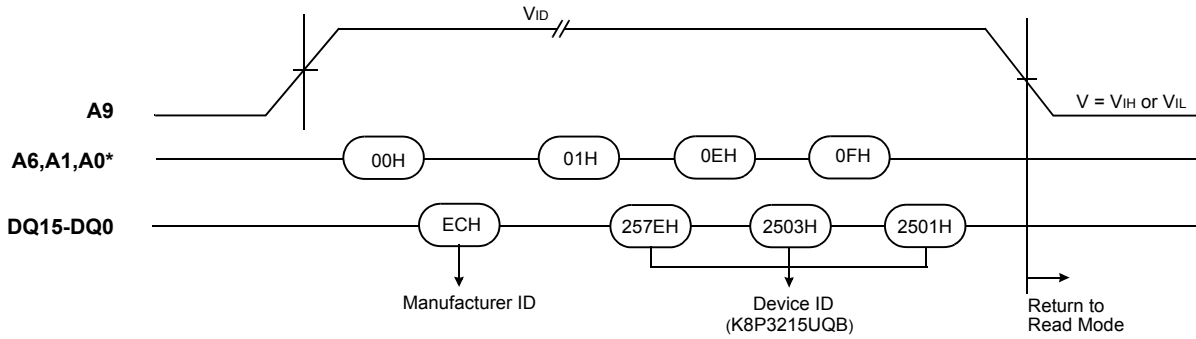 VID
A9
V = VIH or VIL
A6,A1,A0*
00H
01H
0EH
0FH
DQ15-DQ0
ECH
257EH
2503H
2501H
Manufacturer ID
Device ID
(K8P3215UQB)
Return to
Read Mode